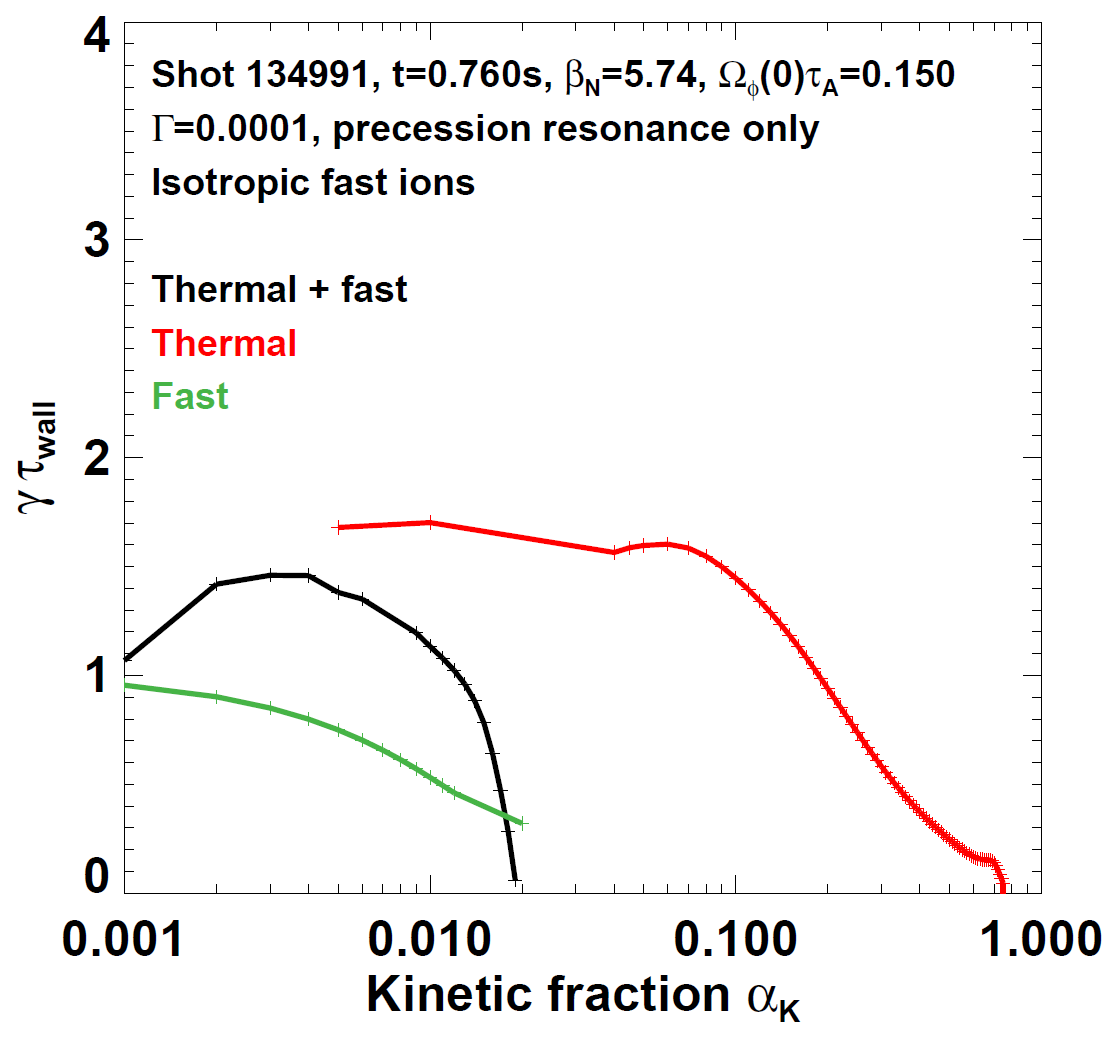 4
Shot 134991, t=0.760s, βN=5.74, Ωϕ(0)τA=0.150
Γ=0.0001, precession resonance only
Isotropic fast ions
3
Thermal + fast
Thermal
Fast
γ τwall
2
1
0
0.001 0.010 0.100 1.000
Kinetic fraction αK